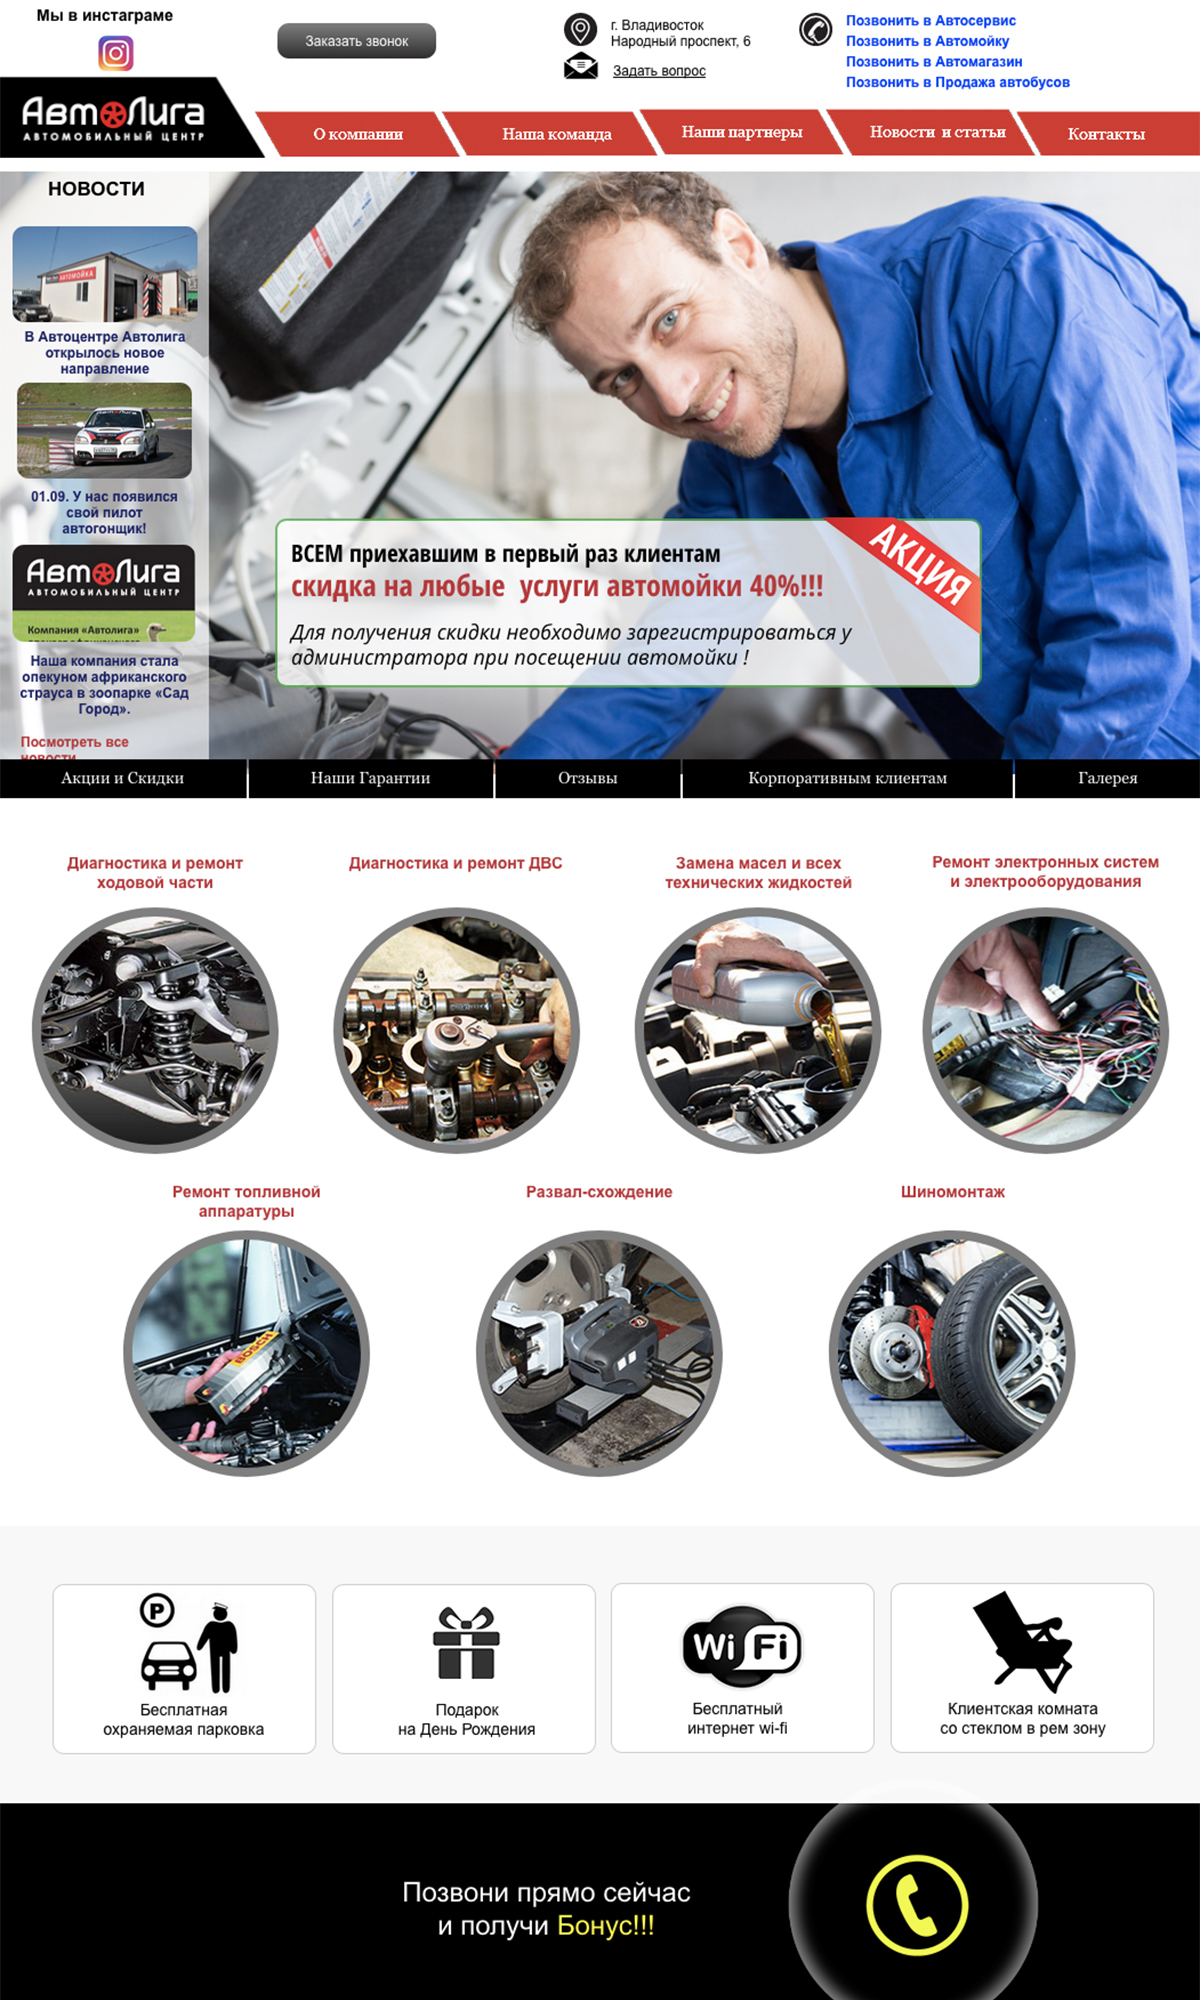 Мы в инстаграме
Заказать звонок
г. Владивосток
Народный проспект, 6
Задать вопрос
Позвонить в Автосервис
Позвонить в Автомойку
Позвонить в Автомагазин
Позвонить в Продажа автобусов
АвтоЛига
АВТОМОБИЛЬНЫЙ ЦЕНТР
О компании
Наша команда
Наши партнеры
Новости и статьи
Контакты
НОВОСТИ
АВТОМОЙКА
В Автоцентре Автолига
открылось новое
направление
01.09. У нас появился
свой пилот
автогонщик!
АвтоЛига
АВТОМОБИЛЬНЫЙ ЦЕНТР
Компания «Автолига»
Наша компания стала
опекуном африканского
страуса в зоопарке «Сад
Город».
Посмотреть все
новости
ВСЕМ приехавшим в первый раз клиентам
скидка на любые услуги автомойки 40%!!!
Для получения скидки необходимо зарегистрироваться у
администратора при посещении автомойки !
АКЦИЯ
Акции и Скидки
Наши Гарантии
Отзывы
Корпоративным клиентам
Галерея
Диагностика и ремонт
ходовой части
Диагностика и ремонт ДВС
Замена масел и всех
технических жидкостей
Ремонт электронных систем
и электрооборудования
Ремонт топливной
аппаратуры
Развал-схождение
Шиномонтаж
BOSCH
P
Бесплатная
охраняемая парковка
Подарок
на День Рождения
Wi Fi
Бесплатный
интернет wi-fi
Клиентская комната
со стеклом в рем зону
Позвони прямо сейчас
и получи Бонус!!!